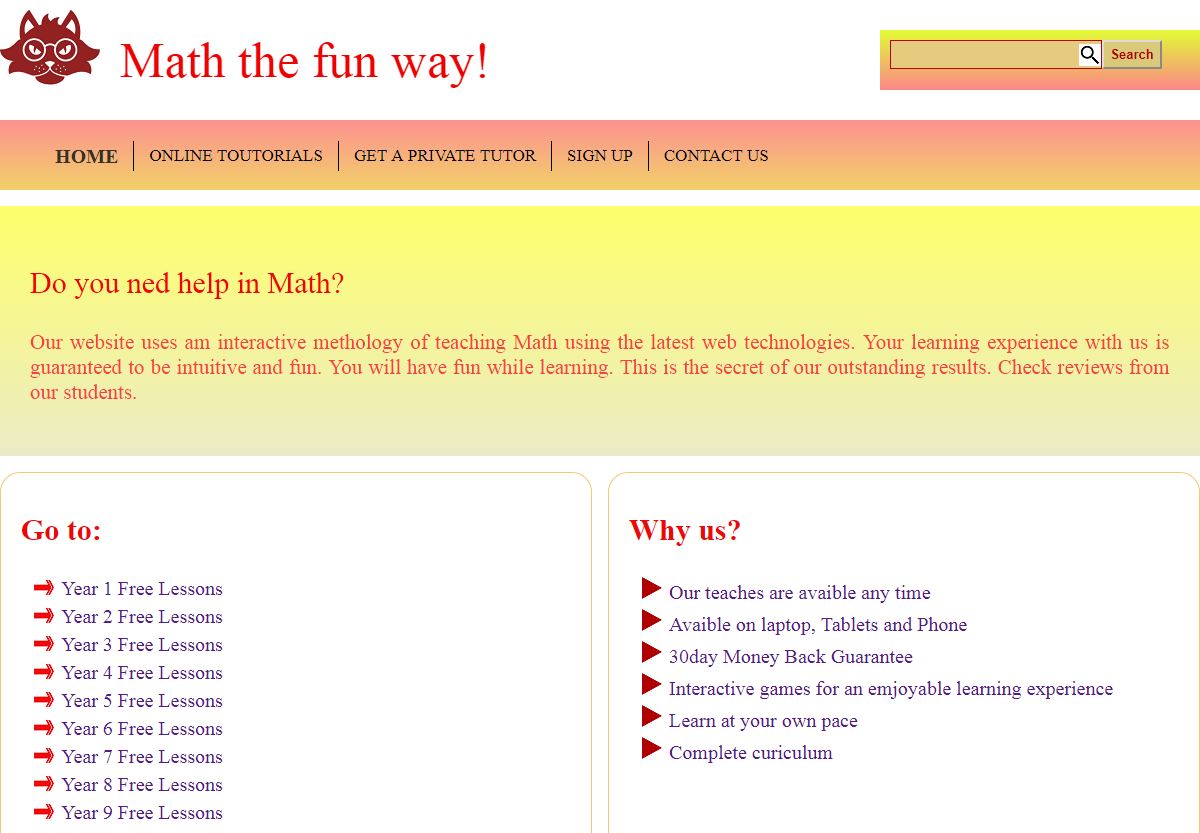 Math the fun way!
Search
HOME
ONLINE TOUTORIALS
GET A PRIVATE TUTOR
SIGN UP
CONTACT US
Do you ned help in Math?
Our website uses am interactive methology of teaching Math using the latest web technologies. Your learning experience with us is
guaranteed to be intuitive and fun. You will have fun while learning. This is the secret of our outstanding results. Check reviews from
our students.
Go to:
Year 1 Free Lessons
Year 2 Free Lessons
Year 3 Free Lessons
Year 4 Free Lessons
Year 5 Free Lessons
Year 6 Free Lessons
Year 7 Free Lessons
Year 8 Free Lessons
Year 9 Free Lessons
Why us?
Our teaches are avaible any time
Avaible on laptop, Tablets and Phone
30day Money Back Guarantee
Interactive games for an emjoyable learning experience
Learn at your own pace
Complete curiculum